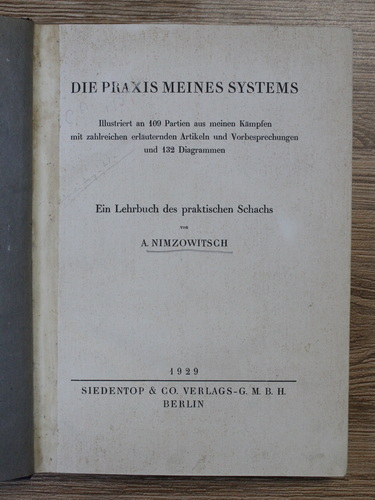 DIE PRAXIS MEINES SYSTEMS
Illustriert an 109 Partien aus meinen Kämpfen
mit zahlreichen erläuternden Artikeln und Vorbesprechungen
und 132 Diagrammen
Ein Lehrbuch des praktischen Schachs
von
A. NIMZOWITSCH
1929
SIEDENTOP & CO. VERLAGS-G. M. B. H.
BERLIN